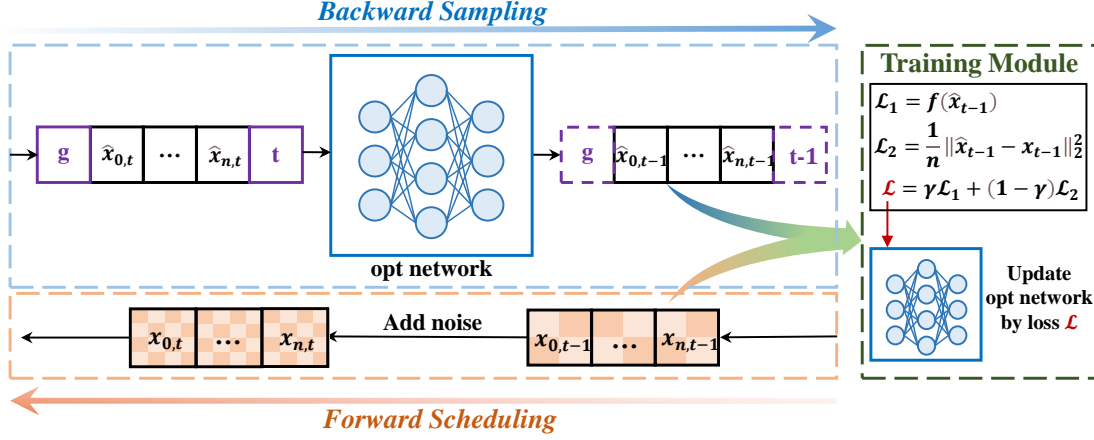 Backward Sampling
g x̂₀,ₜ ... x̂ₙ,ₜ t
opt network
g x̂₀,ₜ₋₁ ... x̂ₙ,ₜ₋₁ t-1
Training Module
ℒ₁ = f(x̂ₜ₋₁)
ℒ₂ = 1/n ||x̂ₜ₋₁ − xₜ₋₁||₂²
ℒ = γℒ₁ + (1 − γ)ℒ₂
Update
opt network
by loss ℒ
x₀,ₜ ... xₙ,ₜ
Add noise
x₀,ₜ₋₁ ... xₙ,ₜ₋₁
Forward Scheduling